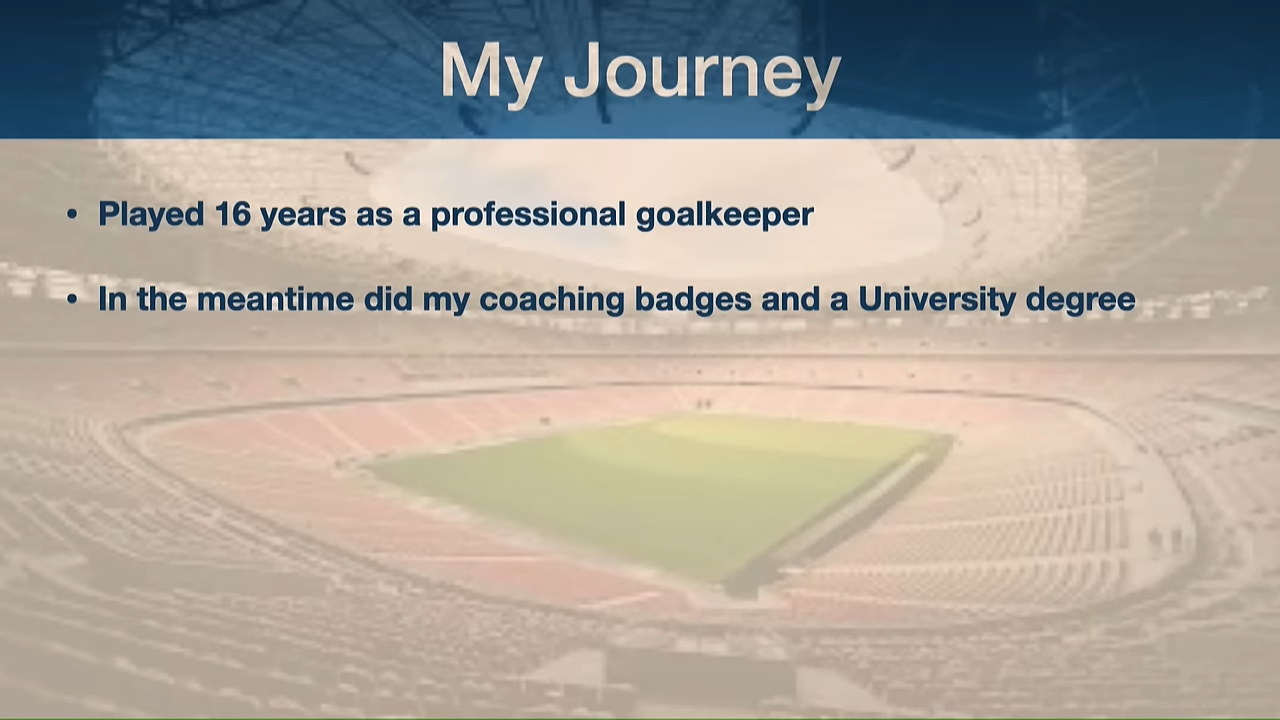 My Journey
• Played 16 years as a professional goalkeeper
• In the meantime did my coaching badges and a University degree